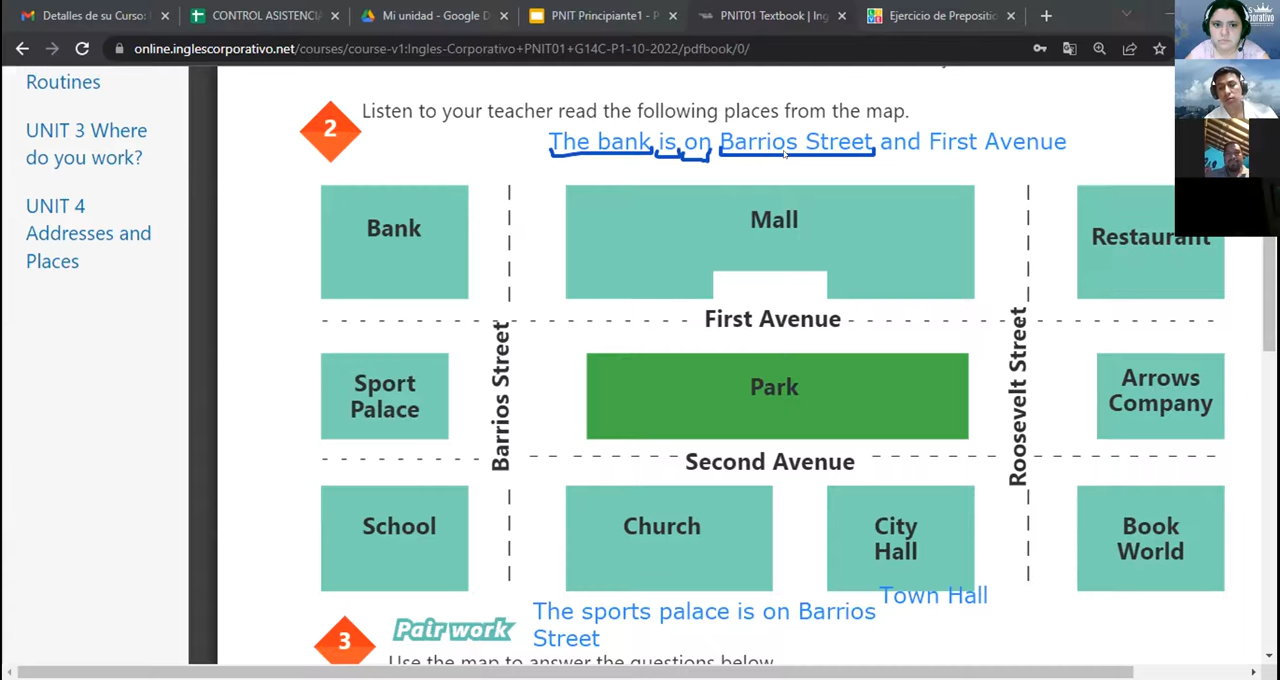 Detalles de su Curso:
CONTROL ASISTENCIA
Mi unidad - Google D
PNIT Principiante1 - P
PNIT01 Textbook | Ing
Ejercicio de Prepositio
online.inglescorporativo.net/courses/course-v1:Ingles-Corporativo+PNIT01+G14C-P1-10-2022/pdfbook/0/
Routines
UNIT 3 Where
do you work?
UNIT 4
Addresses and
Places
2
Listen to your teacher read the following places from the map.
The bank is on Barrios Street and First Avenue
Bank
Mall
Restaurant
First Avenue
Barrios Street
Roosevelt Street
Sport
Palace
Park
Arrows
Company
Second Avenue
School
Church
City
Hall
Book
World
Town Hall
The sports palace is on Barrios
Street
3
Pair work
Use the map to answer the questions below